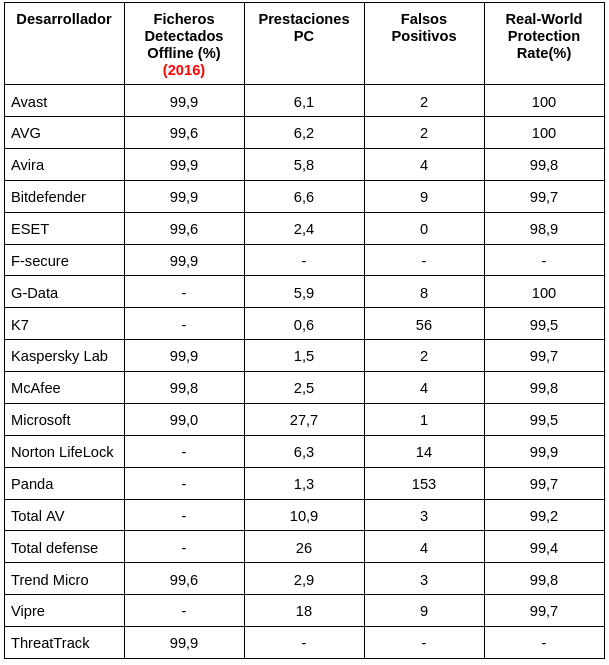 Desarrollador Ficheros Detectados Offline (%) (2016) Prestaciones PC Falsos Positivos Real-World Protection Rate(%)
Avast 99,9 6,1 2 100
AVG 99,6 6,2 2 100
Avira 99,9 5,8 4 99,8
Bitdefender 99,9 6,6 9 99,7
ESET 99,6 2,4 0 98,9
F-secure 99,9 - - -
G-Data - 5,9 8 100
K7 - 0,6 56 99,5
Kaspersky Lab 99,9 1,5 2 99,7
McAfee 99,8 2,5 4 99,8
Microsoft 99,0 27,7 1 99,5
Norton LifeLock - 6,3 14 99,9
Panda - 1,3 153 99,7
Total AV - 10,9 3 99,2
Total defense - 26 4 99,4
Trend Micro 99,6 2,9 3 99,8
Vipre - 18 9 99,7
ThreatTrack 99,9 - - -